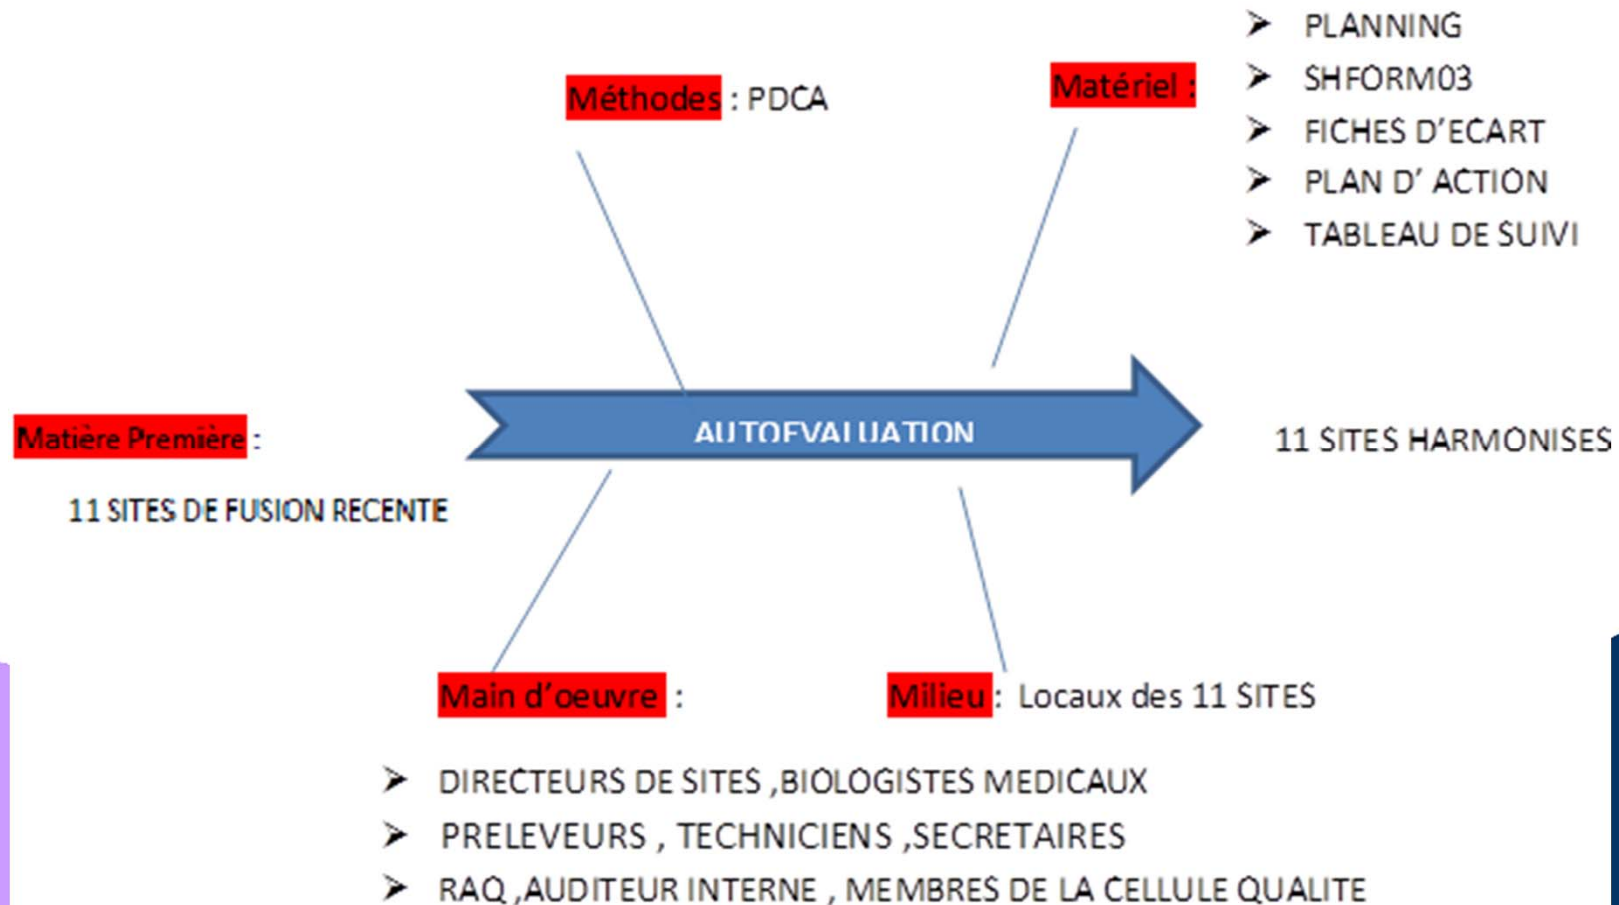 Méthodes : PDCA
Matériel :
➤ PLANNING
➤ SHFORM03
➤ FICHES D'ECART
➤ PLAN D' ACTION
➤ TABLEAU DE SUIVI
Matière Première :
11 SITES DE FUSION RECENTE
AUTOEVALUATION
11 SITES HARMONISES
Main d'oeuvre :
➤ DIRECTEURS DE SITES ,BIOLOGISTES MEDICAUX
➤ PRELEVEURS , TECHNICIENS ,SECRETAIRES
➤ RAQ ,AUDITEUR INTERNE , MEMBRES DE LA CELLULE QUALITE
Milieu : Locaux des 11 SITES